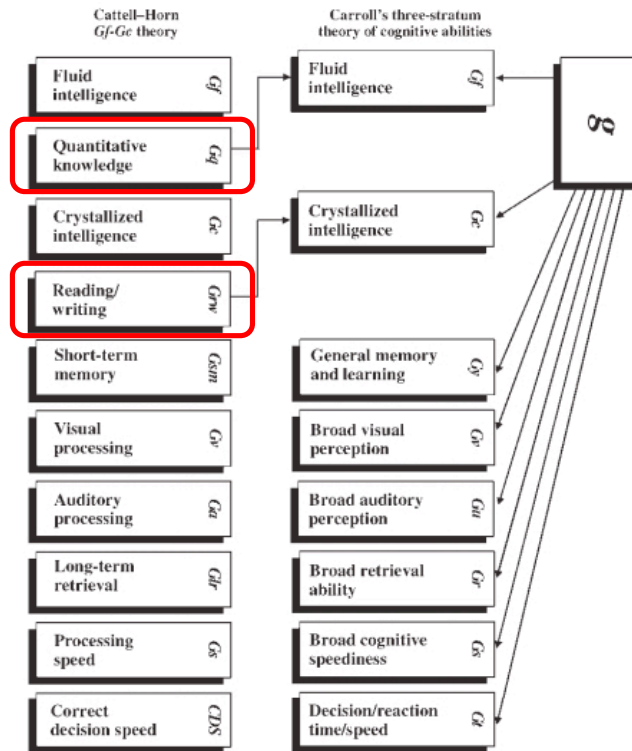 Cattell–Horn
Gf-Gc theory
Fluid
intelligence
Gf
Quantitative
knowledge
Gq
Crystallized
intelligence
Gc
Reading/
writing
Grw
Short-term
memory
Gsm
Visual
processing
Gv
Auditory
processing
Ga
Long-term
retrieval
Glr
Processing
speed
Gs
Correct
decision speed
CDS
Carroll's three-stratum
theory of cognitive abilities
Fluid
intelligence
Gf
Crystallized
intelligence
Gc
General memory
and learning
Gy
Broad visual
perception
Gv
Broad auditory
perception
Gu
Broad retrieval
ability
Gr
Broad cognitive
speediness
Gs
Decision/reaction
time/speed
Gt
g